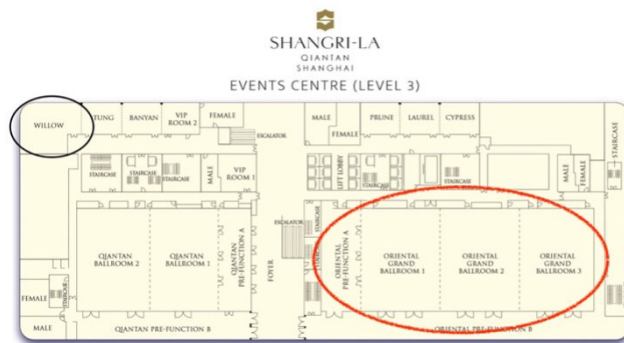 SHANGRI-LA
QIANTAN
SHANGHAI
EVENTS CENTRE (LEVEL 3)
WILLOW
TUNG
BANYAN
VIP
ROOM 2
FEMALE
ESCALATOR
MALE
FEMALE
PRUNE
LAUREL
CYPRESS
STAIRCASE
STAIRCASE
STAIRCASE
STAIRCASE
MALE
VIP
ROOM 1
LIFT LOBBY
STAIRCASE
MALE
FEMALE
QIANTAN
BALLROOM 2
QIANTAN
BALLROOM 1
QIANTAN
PRE-FUNCTION A
FOYER
ESCALATOR
STAIRCASE
ORIENTAL
PRE-FUNCTION A
ORIENTAL
GRAND
BALLROOM 1
ORIENTAL
GRAND
BALLROOM 2
ORIENTAL
GRAND
BALLROOM 3
FEMALE
STAIRCASE
MALE
QIANTAN PRE-FUNCTION B
ORIENTAL PRE-FUNCTION B